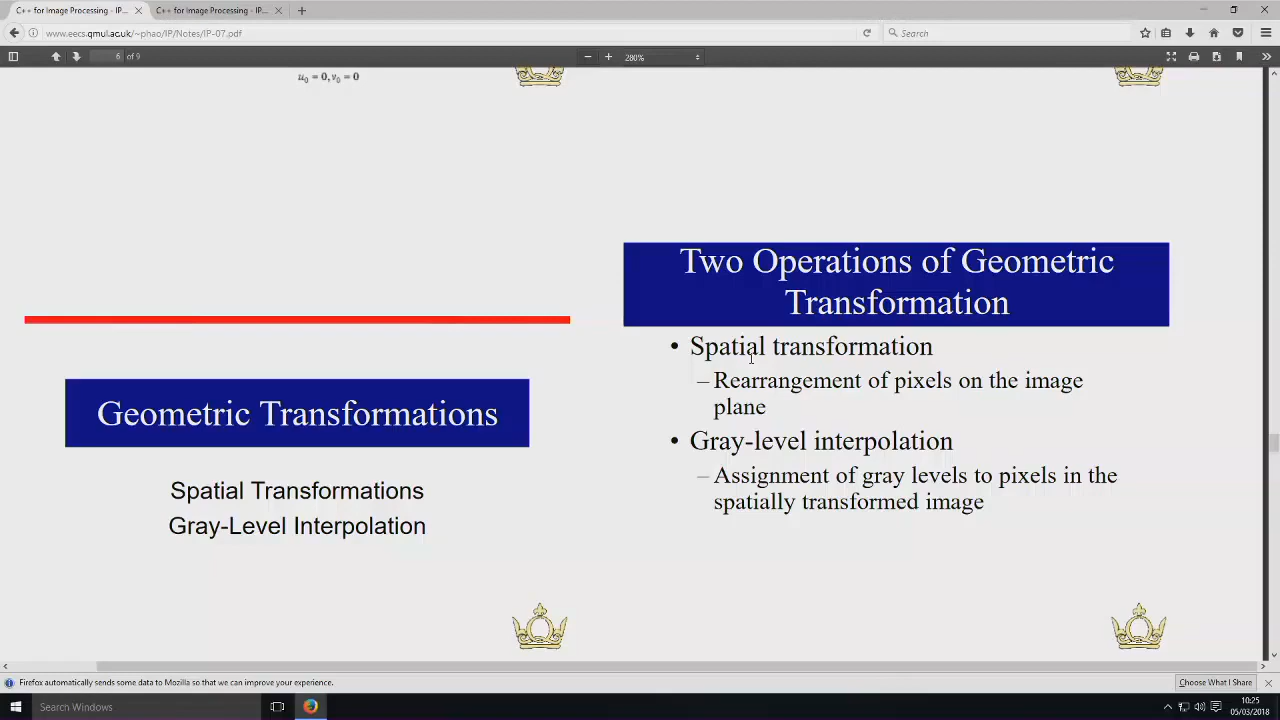 C++ for Image Processing - IP...
C++ for Image Processing - IP...
www.eecs.qmul.ac.uk/~phao/IP/Notes/IP-07.pdf
Search
6 of 9
280%
u₀ = 0, v₀ = 0
Geometric Transformations
Spatial Transformations
Gray-Level Interpolation
Two Operations of Geometric
Transformation
• Spatial transformation
– Rearrangement of pixels on the image
plane
• Gray-level interpolation
– Assignment of gray levels to pixels in the
spatially transformed image
Firefox automatically sends some data to Mozilla so that we can improve your experience.
Choose What I Share
Search Windows
10:25
05/03/2018